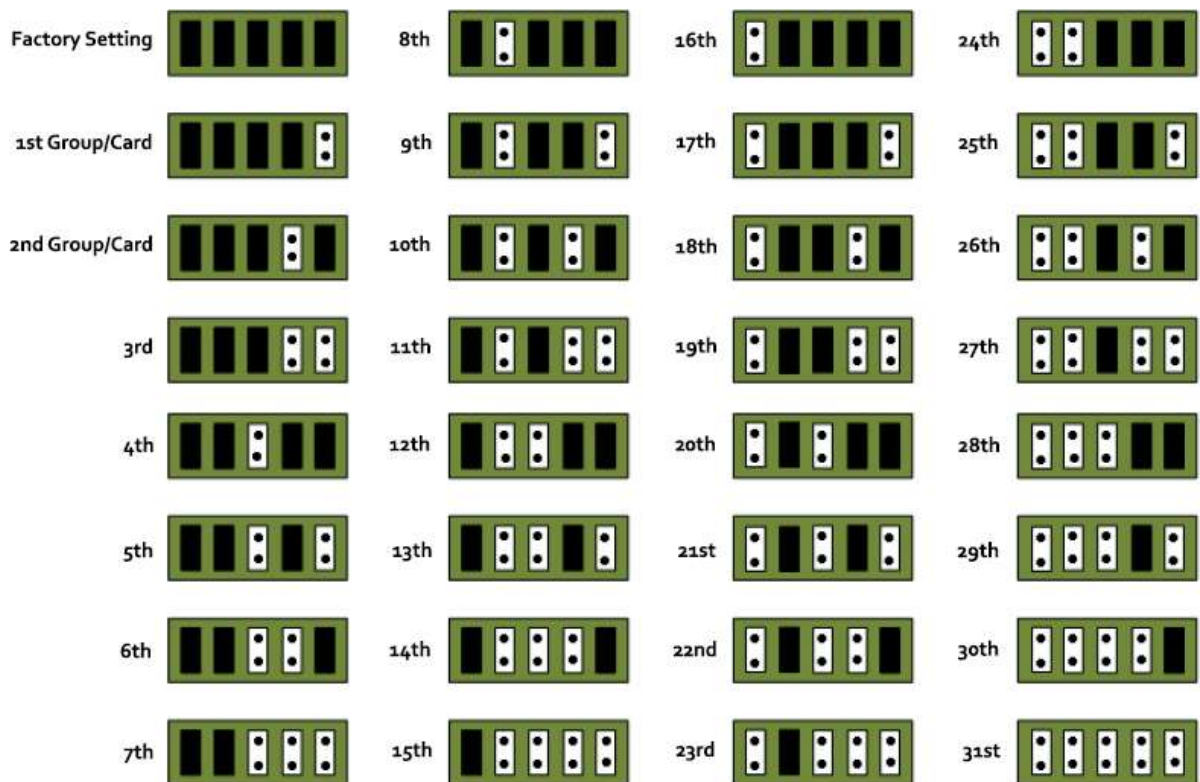 Factory Setting
1st Group/Card
2nd Group/Card
3rd
4th
5th
6th
7th
8th
9th
10th
11th
12th
13th
14th
15th
16th
17th
18th
19th
20th
21st
22nd
23rd
24th
25th
26th
27th
28th
29th
30th
31st